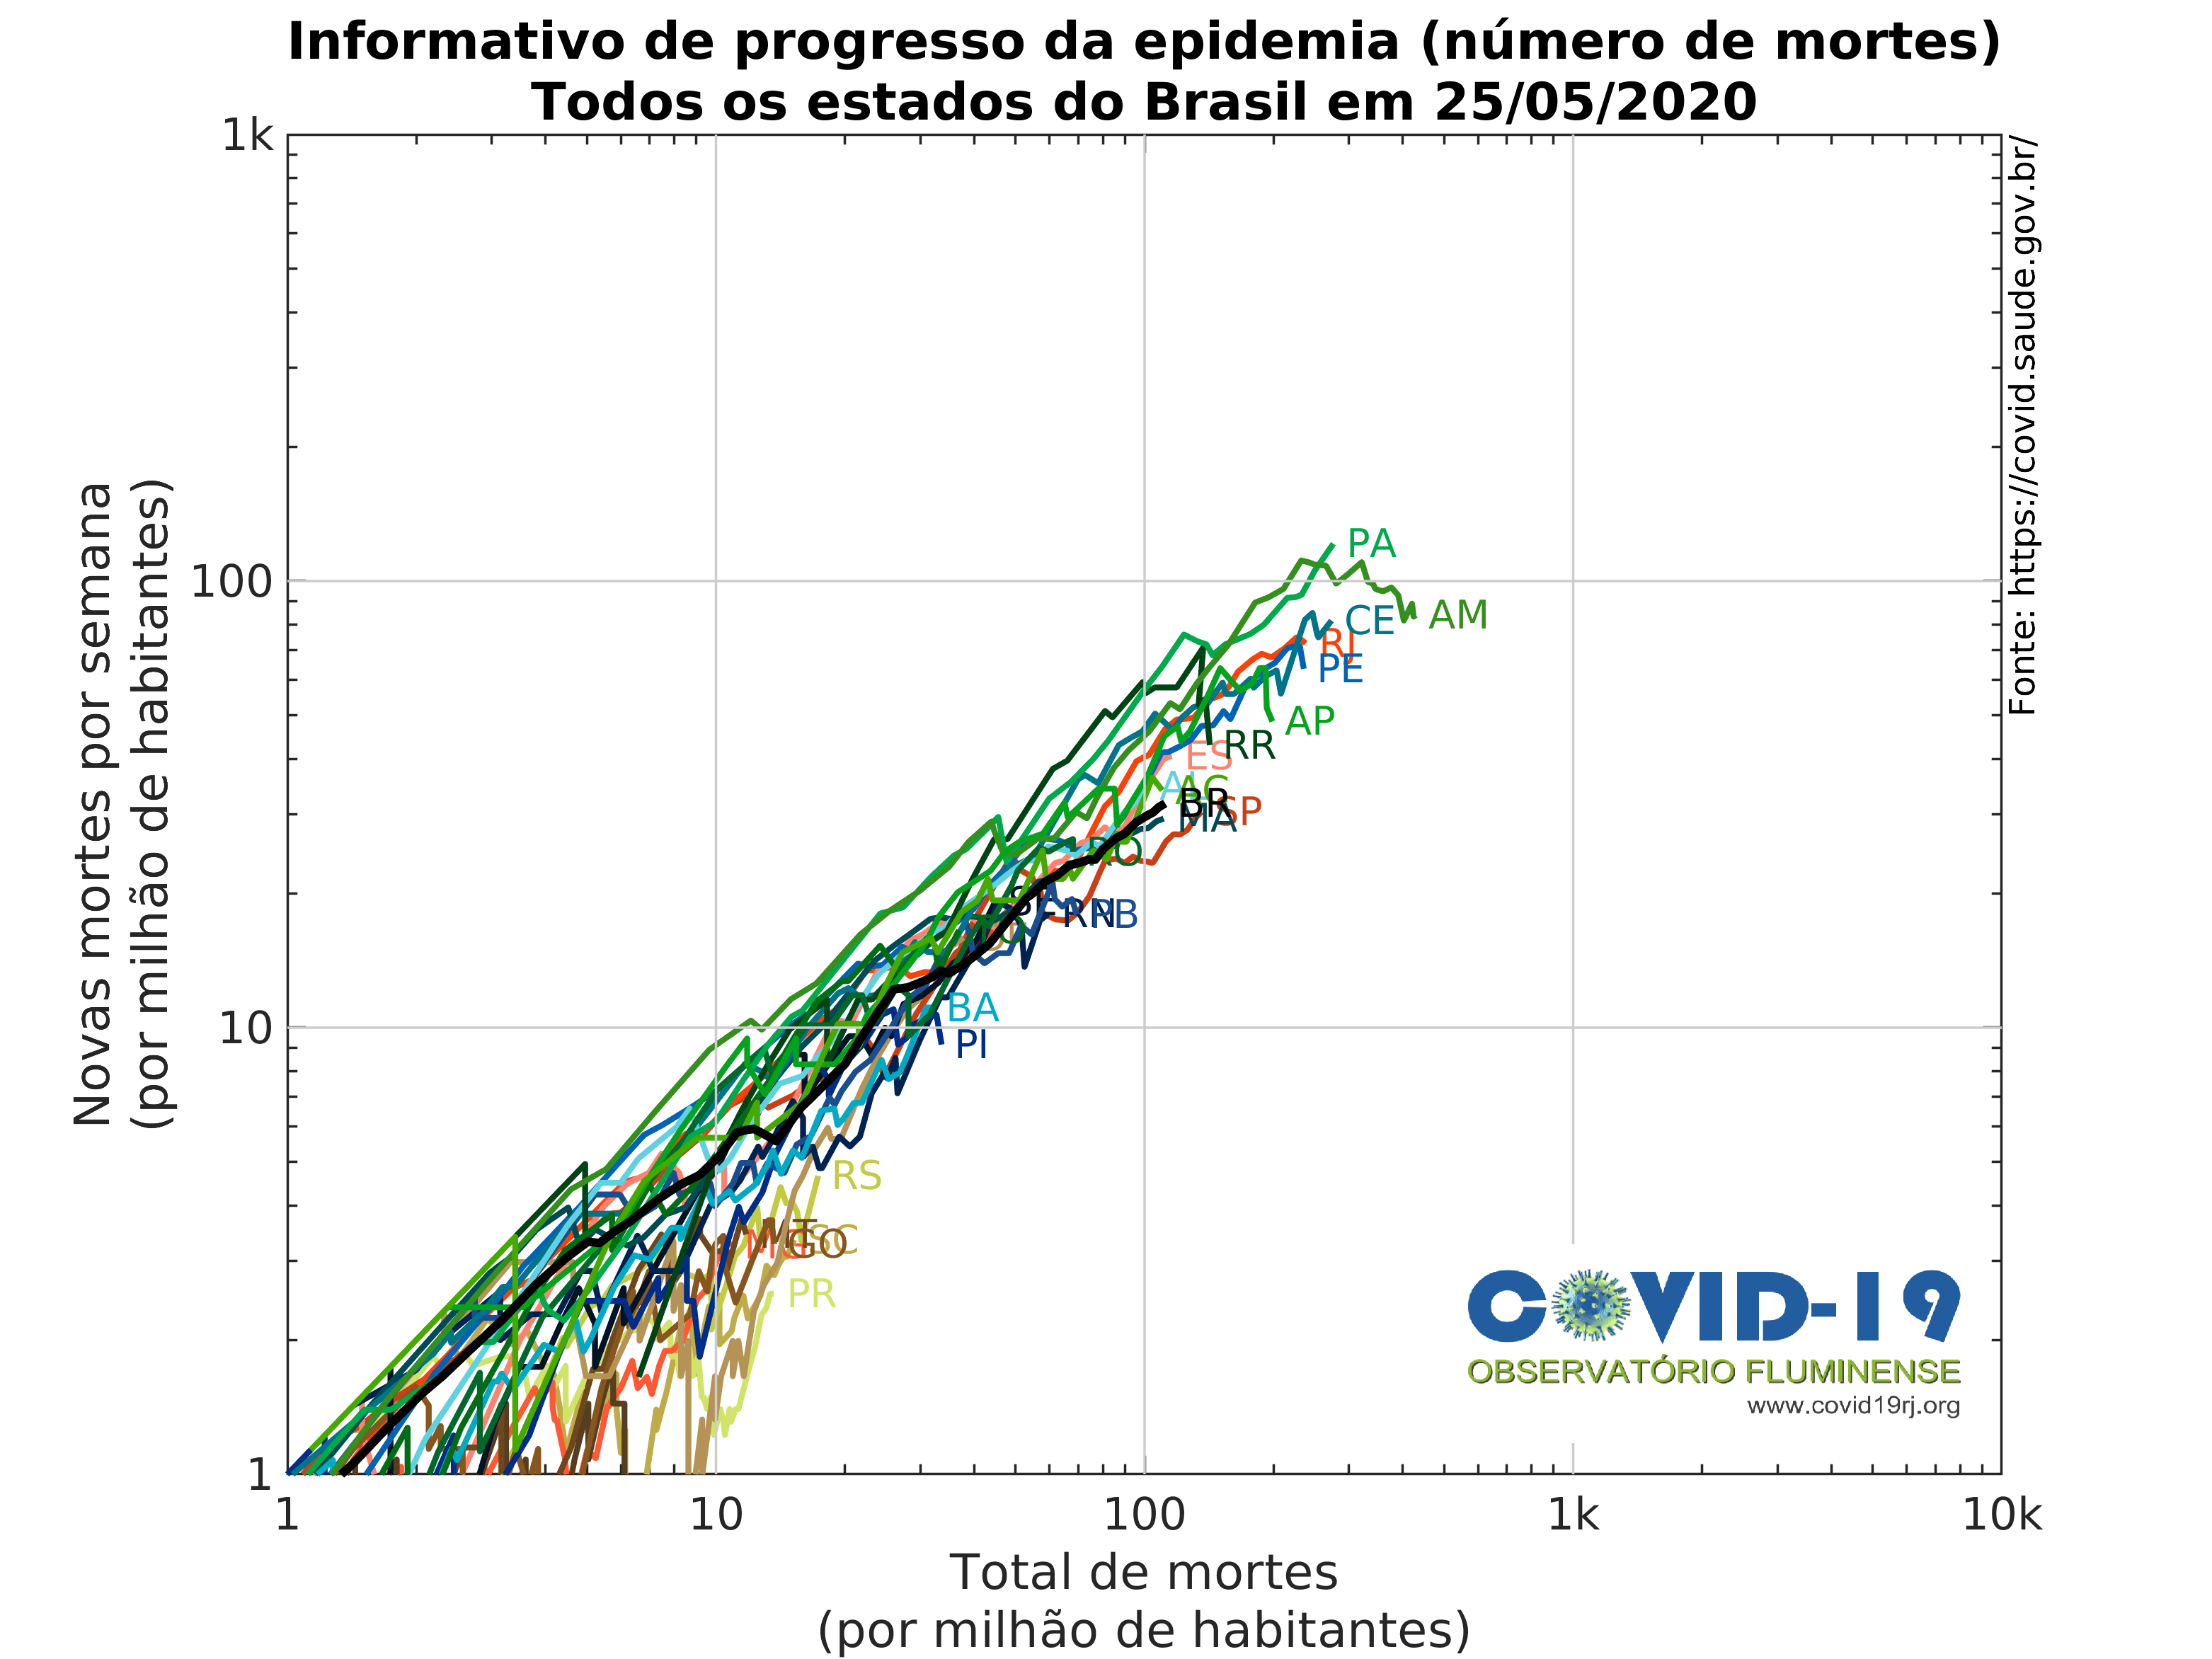 Informativo de progresso da epidemia (número de mortes)
Todos os estados do Brasil em 25/05/2020
Fonte: https://covid.saude.gov.br/
Novas mortes por semana
(por milhão de habitantes)
1k
100
10
1
PA
AM
CE
RJ
PE
AP
RR
ES
AC
BR
SP
MA
RO
SE
RN
PB
BA
PI
RS
SC
GO
PR
COVID-19
OBSERVATÓRIO FLUMINENSE
www.covid19rj.org
1
10
100
1k
10k
Total de mortes
(por milhão de habitantes)